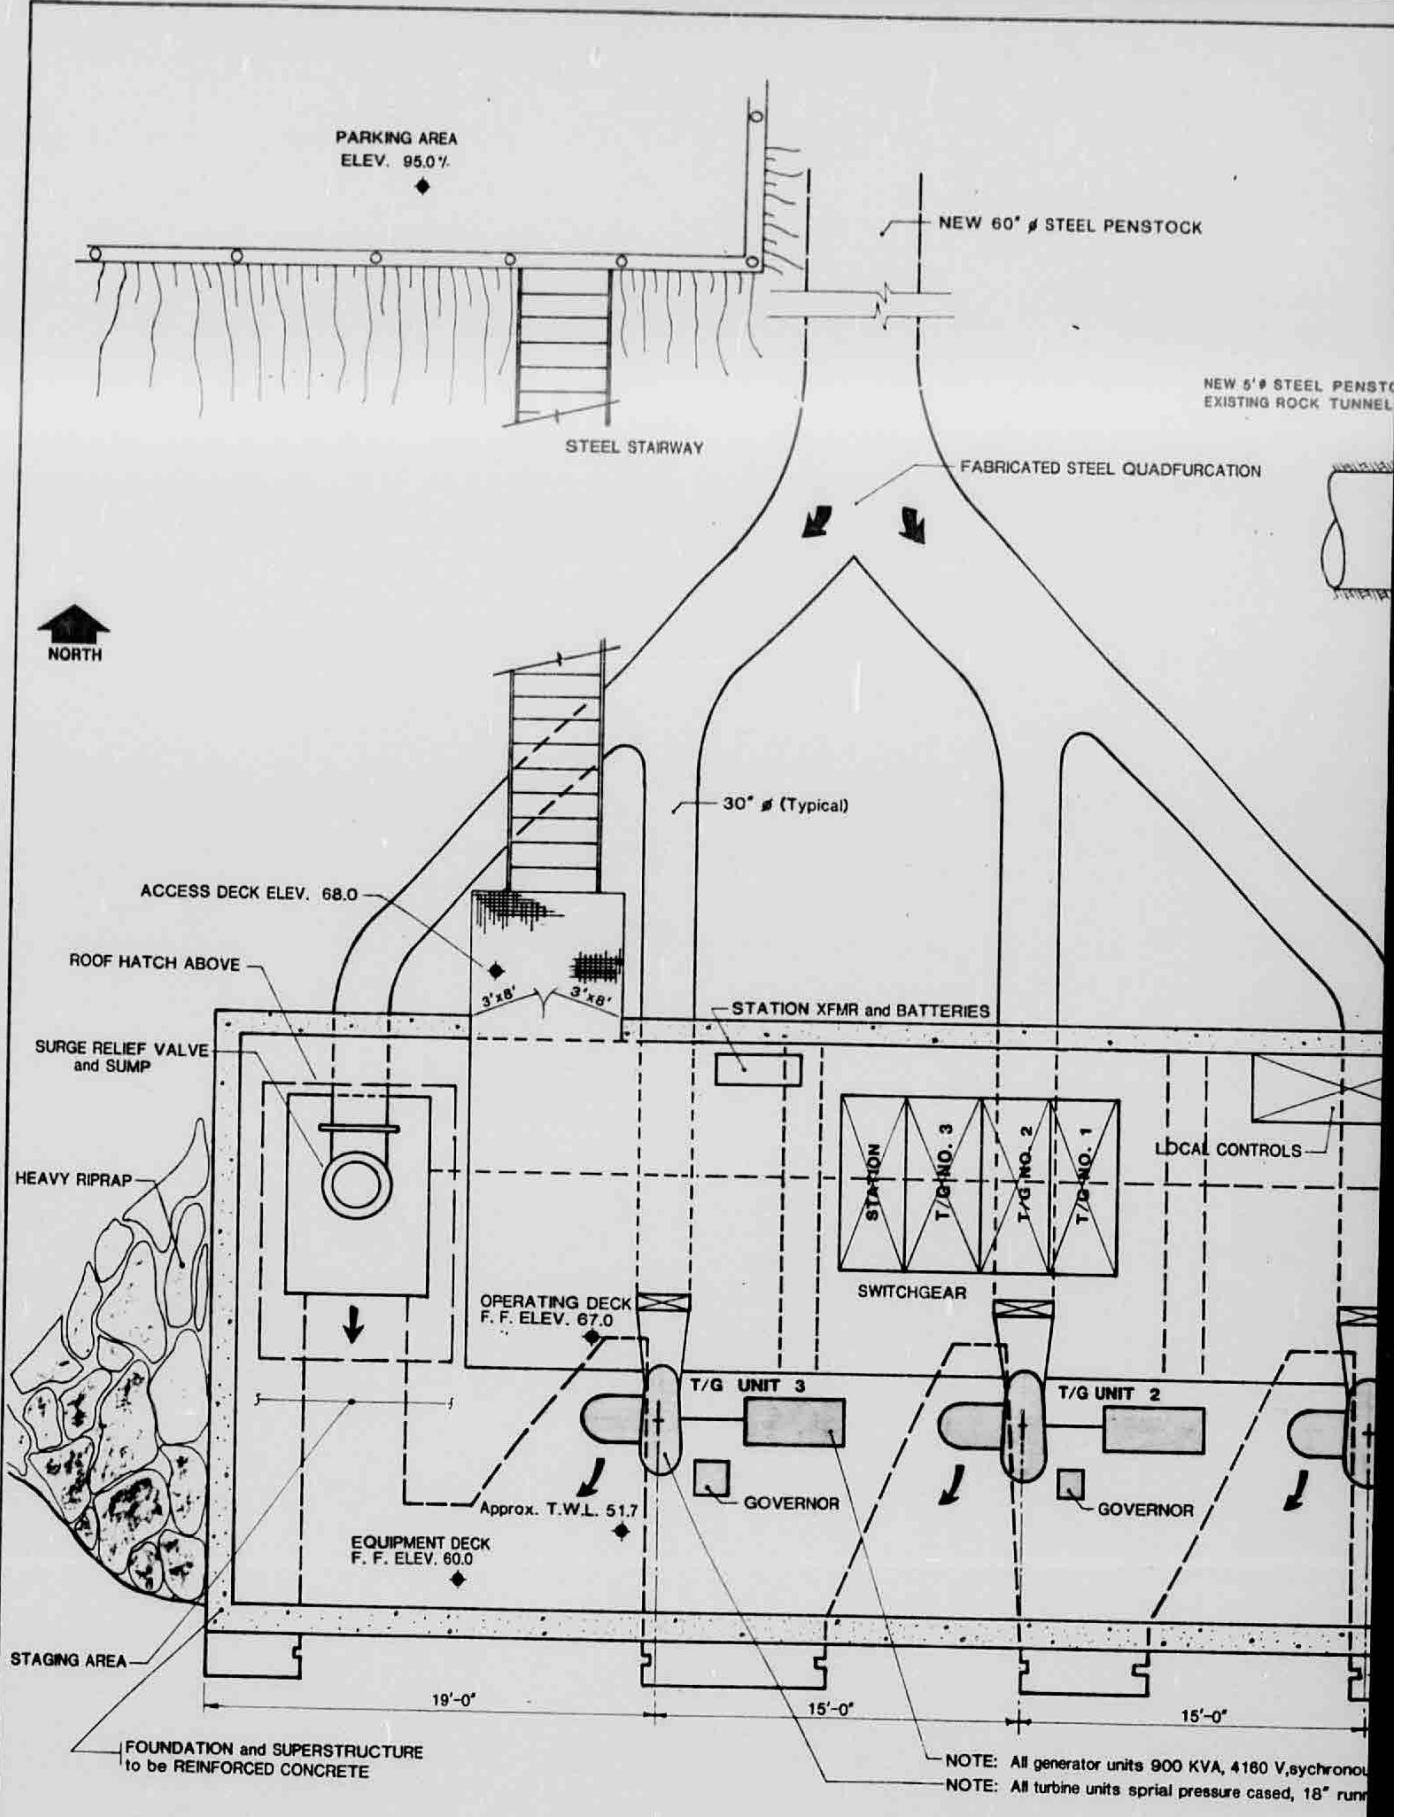 PARKING AREA
ELEV. 95.0 ⁺/₋
NEW 60" ø STEEL PENSTOCK
NEW 5'ø STEEL PENSTO
EXISTING ROCK TUNNEL
STEEL STAIRWAY
FABRICATED STEEL QUADFURCATION
NORTH
30" ø (Typical)
ACCESS DECK ELEV. 68.0
ROOF HATCH ABOVE
3'x8'
3'x8'
STATION XFMR and BATTERIES
SURGE RELIEF VALVE
and SUMP
HEAVY RIPRAP
STATION
T/G NO. 3
T/G NO. 2
T/G NO. 1
LOCAL CONTROLS
SWITCHGEAR
OPERATING DECK
F. F. ELEV. 67.0
T/G UNIT 3
T/G UNIT 2
GOVERNOR
GOVERNOR
Approx. T.W.L. 51.7
EQUIPMENT DECK
F. F. ELEV. 60.0
STAGING AREA
19'-0"
15'-0"
15'-0"
FOUNDATION and SUPERSTRUCTURE
to be REINFORCED CONCRETE
NOTE: All generator units 900 KVA, 4160 V,sychronou
NOTE: All turbine units sprial pressure cased, 18" runn